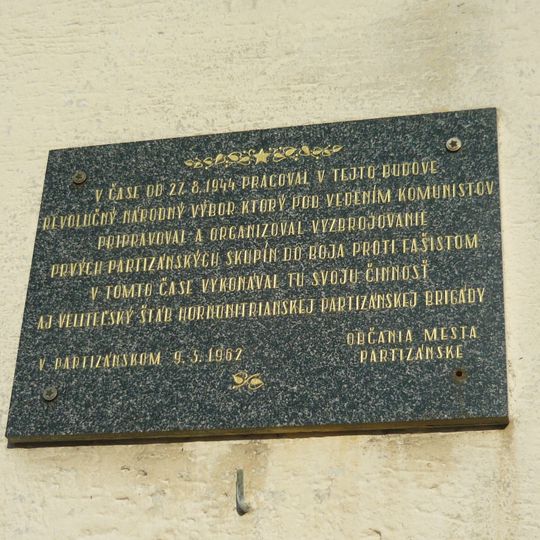 V ČASE OD 27.8.1944 PRACOVAL V TEJTO BUDOVE
REVOLUČNÝ NÁRODNÝ VÝBOR KTORÝ POD VEDENÍM KOMUNISTOV
PRIPRAVOVAL A ORGANIZOVAL VYZBROJOVANIE
PRVÝCH PARTIZÁNSKÝCH SKUPÍN DO BOJA PROTI FAŠISTOM
V TOMTO ČASE VYKONÁVAL TU SVOJU ČINNOSŤ
AJ VELITEĽSKÝ ŠTÁB HORNONITRIANSKEJ PARTIZÁNSKEJ BRIGÁDY
V PARTIZÁNSKOM 9.5.1962
OBČANIA MESTA
PARTIZÁNSKE